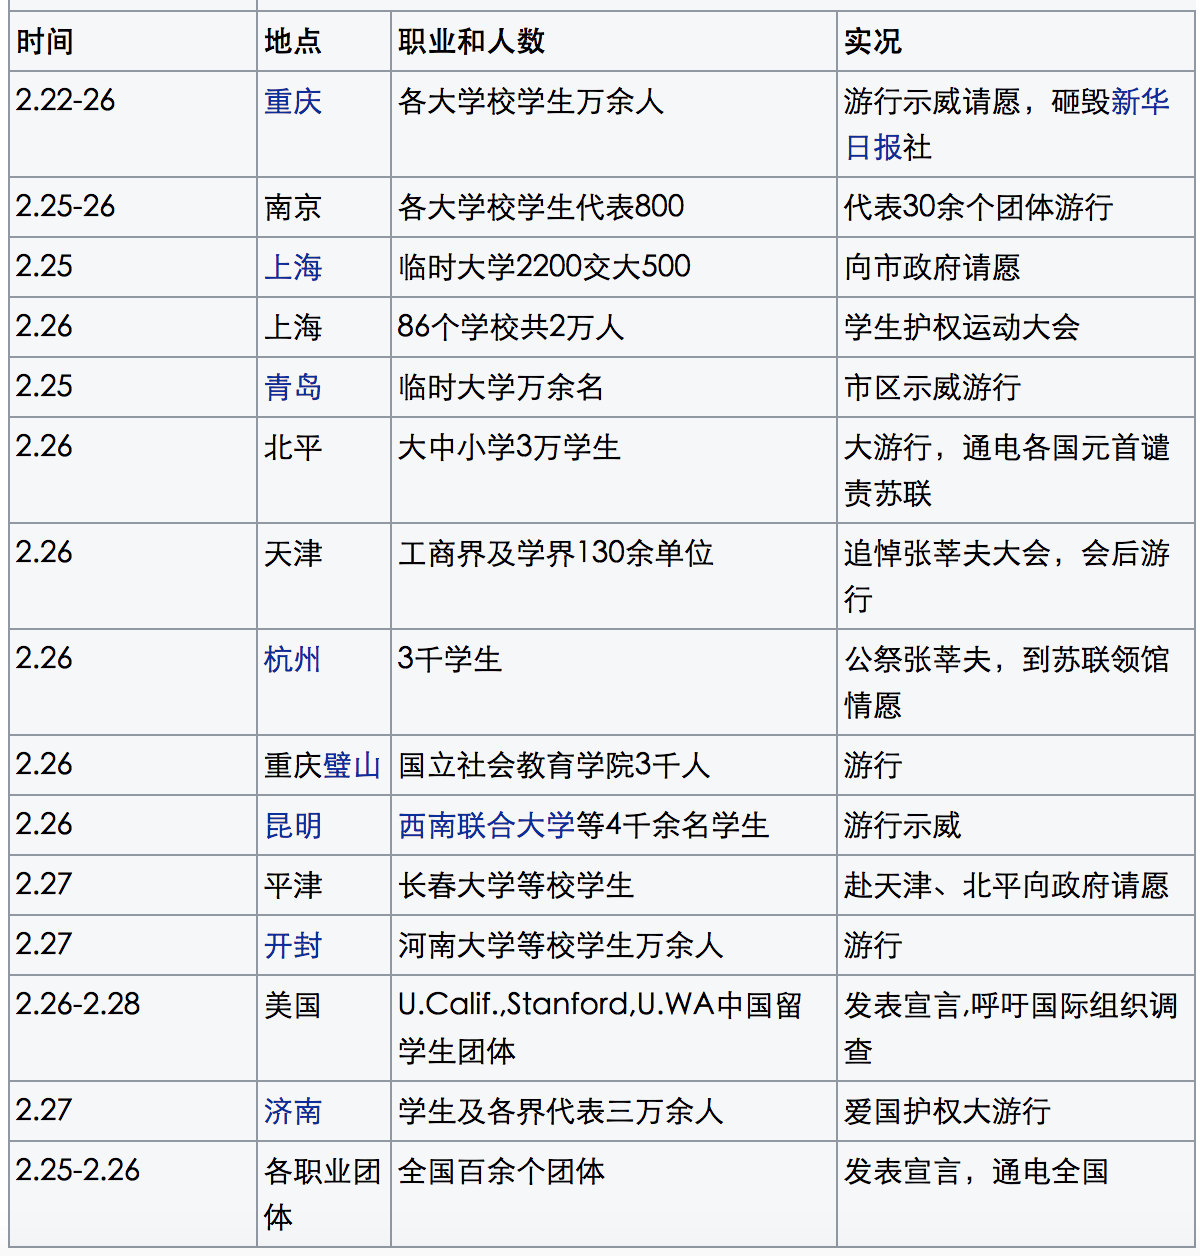 时间 地点 职业和人数 实况
2.22-26 重庆 各大学校学生万余人 游行示威请愿，砸毁新华
日报社
2.25-26 南京 各大学校学生代表800 代表30余个团体游行
2.25 上海 临时大学2200交大500 向市政府请愿
2.26 上海 86个学校共2万人 学生护权运动大会
2.25 青岛 临时大学万余名 市区示威游行
2.26 北平 大中小学3万学生 大游行，通电各国元首谴
责苏联
2.26 天津 工商界及学界130余单位 追悼张莘夫大会，会后游
行
2.26 杭州 3千学生 公祭张莘夫，到苏联领馆
情愿
2.26 重庆璧山 国立社会教育学院3千人 游行
2.26 昆明 西南联合大学等4千余名学生 游行示威
2.27 平津 长春大学等校学生 赴天津、北平向政府请愿
2.27 开封 河南大学等校学生万余人 游行
2.26-2.28 美国 U.Calif.,Stanford,U.WA中国留 发表宣言,呼吁国际组织调
学生团体 查
2.27 济南 学生及各界代表三万余人 爱国护权大游行
2.25-2.26 各职业团 全国百余个团体 发表宣言，通电全国
体